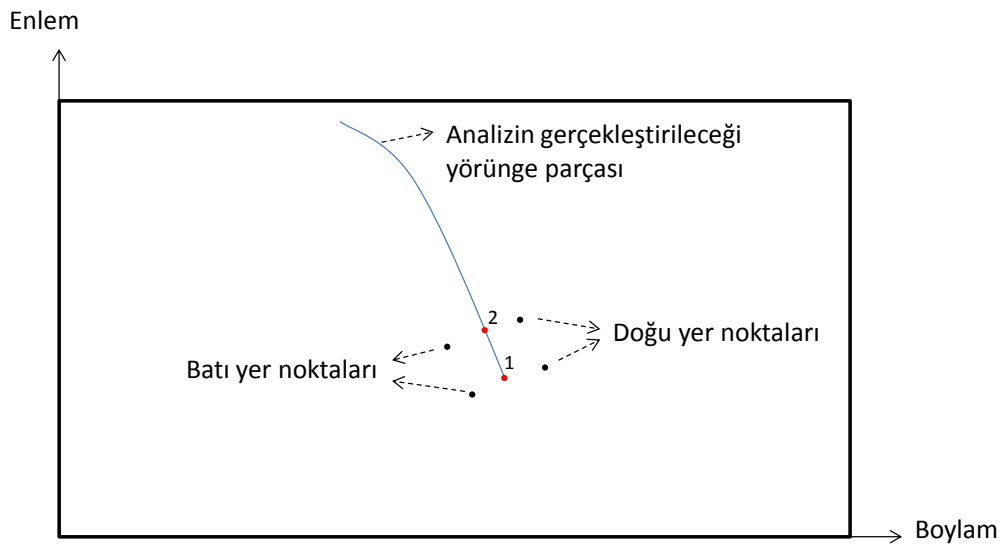 Enlem
Analizin gerçekleştirileceği
yörünge parçası
2
Doğu yer noktaları
1
Batı yer noktaları
Boylam